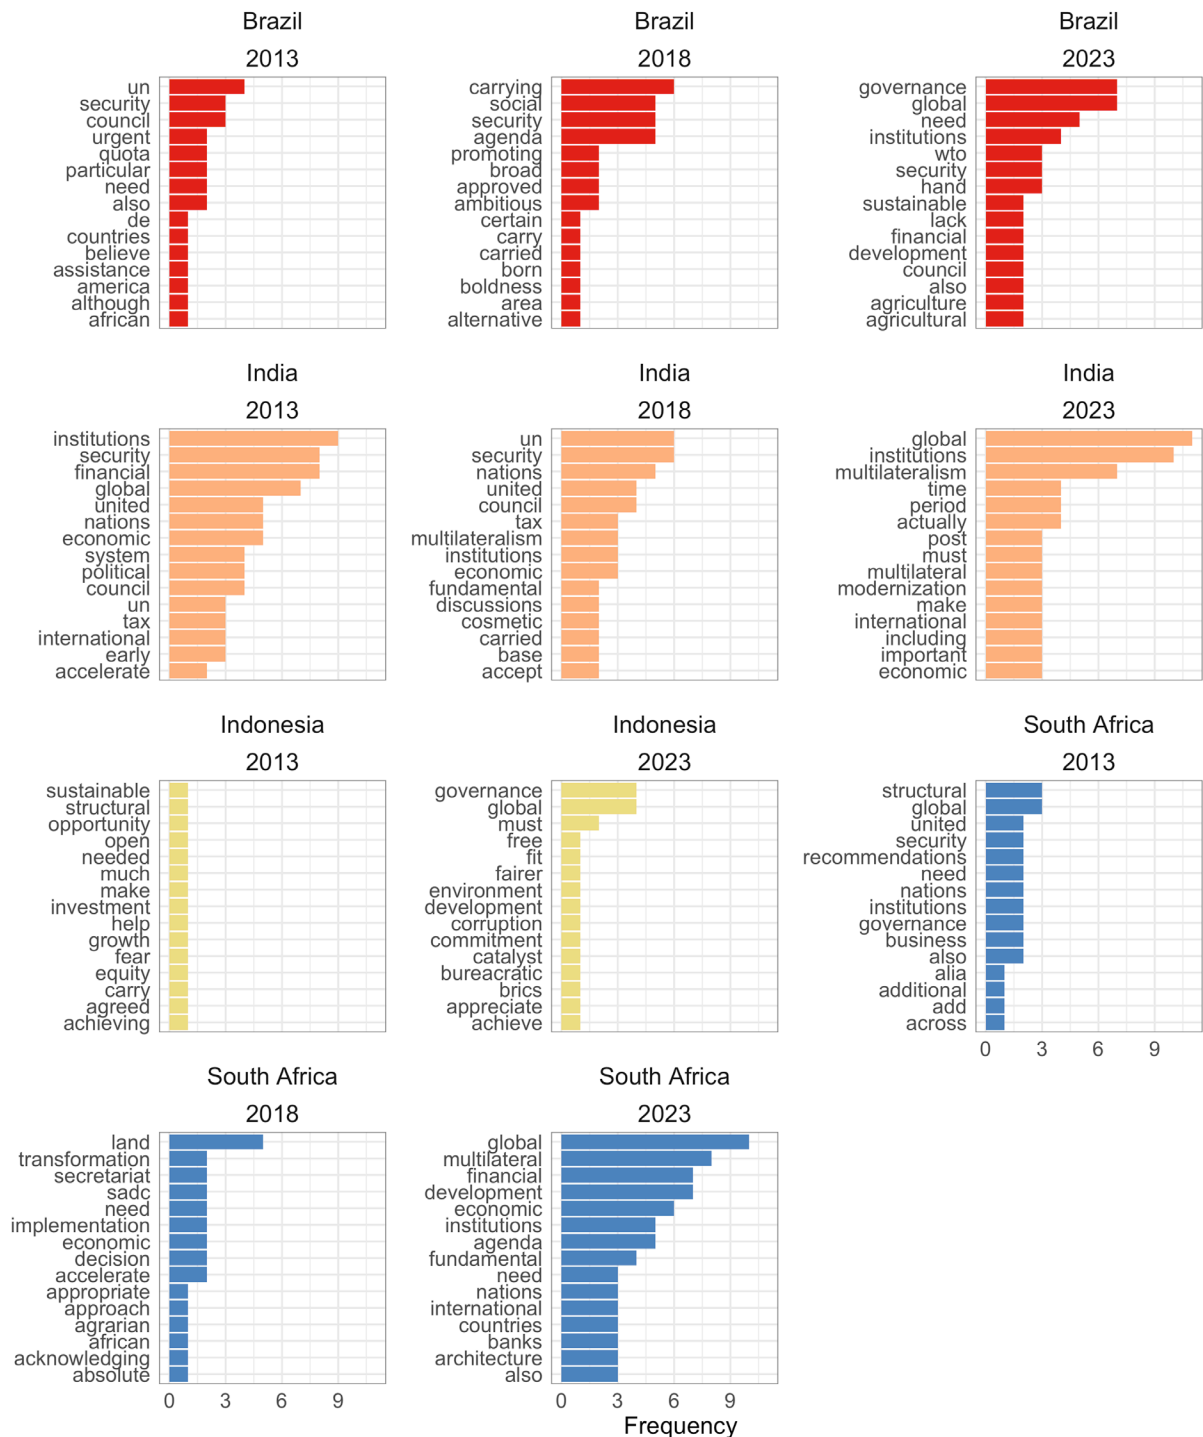 Brazil
2013
un
security
council
urgent
quota
particular
need
also
de
countries
believe
assistance
america
although
african
Brazil
2018
carrying
social
security
agenda
promoting
broad
approved
ambitious
certain
carry
carried
born
boldness
area
alternative
Brazil
2023
governance
global
need
institutions
wto
security
hand
sustainable
lack
financial
development
council
also
agriculture
agricultural
India
2013
institutions
security
financial
global
united
nations
economic
system
political
council
un
tax
international
early
accelerate
India
2018
un
security
nations
united
council
tax
multilateralism
institutions
economic
fundamental
discussions
cosmetic
carried
base
accept
India
2023
global
institutions
multilateralism
time
period
actually
post
must
multilateral
modernization
make
international
including
important
economic
Indonesia
2013
sustainable
structural
opportunity
open
needed
much
make
investment
help
growth
fear
equity
carry
agreed
achieving
Indonesia
2023
governance
global
must
free
fit
fairer
environment
development
corruption
commitment
catalyst
bureacratic
brics
appreciate
achieve
South Africa
2013
structural
global
united
security
recommendations
need
nations
institutions
governance
business
also
alia
additional
add
across
0 3 6 9
South Africa
2018
land
transformation
secretariat
sadc
need
implementation
economic
decision
accelerate
appropriate
approach
agrarian
african
acknowledging
absolute
0 3 6 9
South Africa
2023
global
multilateral
financial
development
economic
institutions
agenda
fundamental
need
nations
international
countries
banks
architecture
also
0 3 6 9
Frequency